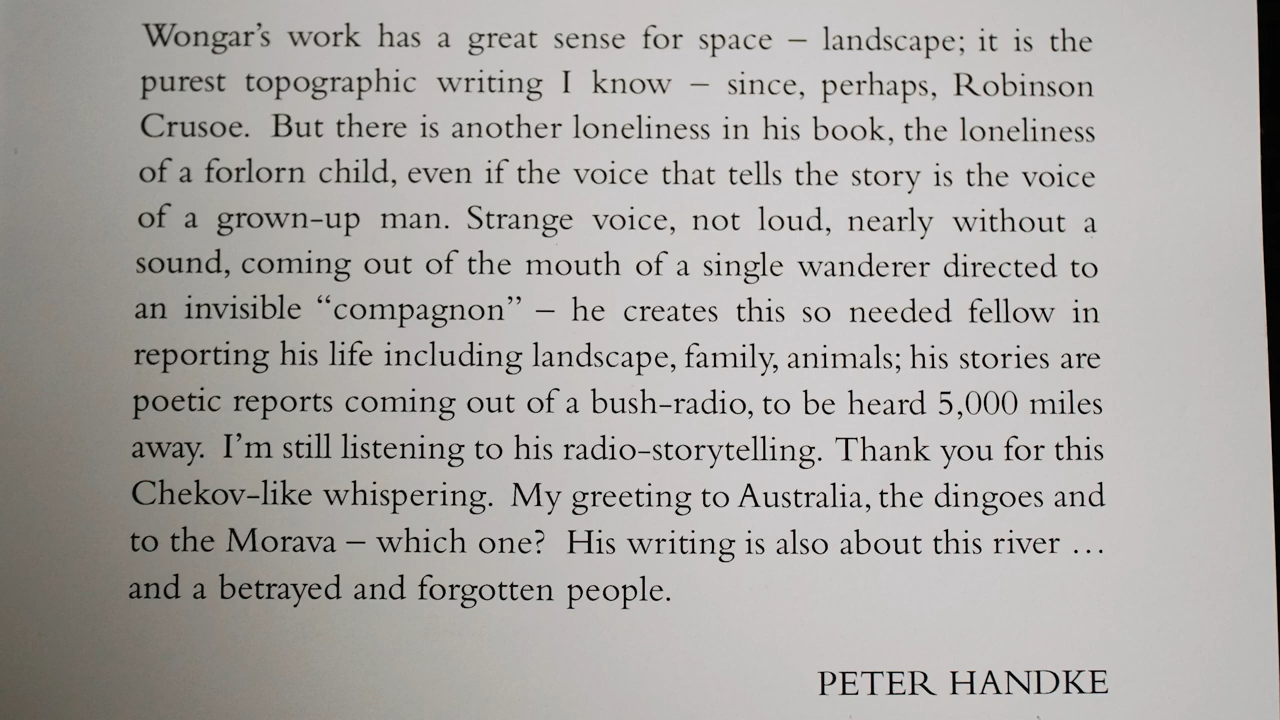 Wongar’s work has a great sense for space – landscape; it is the
purest topographic writing I know – since, perhaps, Robinson
Crusoe. But there is another loneliness in his book, the loneliness
of a forlorn child, even if the voice that tells the story is the voice
of a grown-up man. Strange voice, not loud, nearly without a
sound, coming out of the mouth of a single wanderer directed to
an invisible “compagnon” – he creates this so needed fellow in
reporting his life including landscape, family, animals; his stories are
poetic reports coming out of a bush-radio, to be heard 5,000 miles
away. I’m still listening to his radio-storytelling. Thank you for this
Chekov-like whispering. My greeting to Australia, the dingoes and
to the Morava – which one? His writing is also about this river …
and a betrayed and forgotten people.
PETER HANDKE